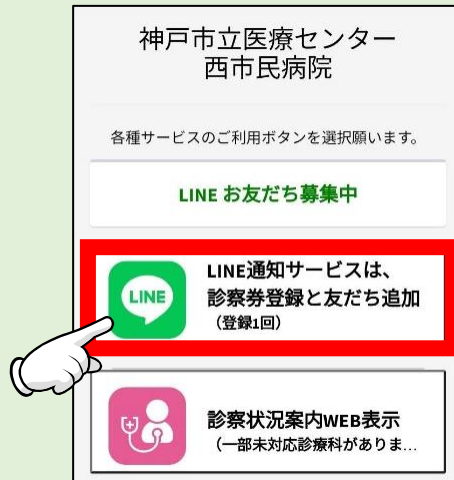 神戸市立医療センター
西市民病院
各種サービスのご利用ボタンを選択願います。
LINE お友だち募集中
LINE
LINE通知サービスは、
診察券登録と友だち追加
（登録1回）
診察状況案内WEB表示
（一部未対応診療科がありま…